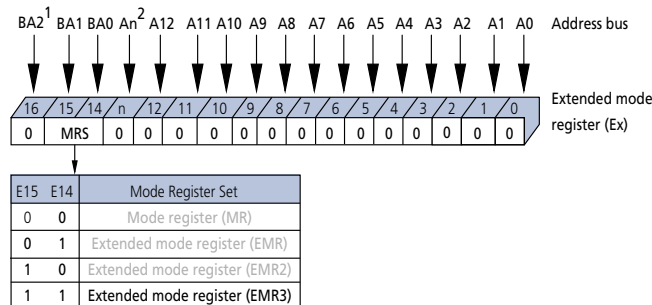 BA2¹ BA1 BA0 An² A12 A11 A10 A9 A8 A7 A6 A5 A4 A3 A2 A1 A0 Address bus
16 15 14 n 12 11 10 9 8 7 6 5 4 3 2 1 0 Extended mode
register (Ex)
0 MRS 0 0 0 0 0 0 0 0 0 0 0 0 0 0
E15 E14 Mode Register Set
0 0 Mode register (MR)
0 1 Extended mode register (EMR)
1 0 Extended mode register (EMR2)
1 1 Extended mode register (EMR3)